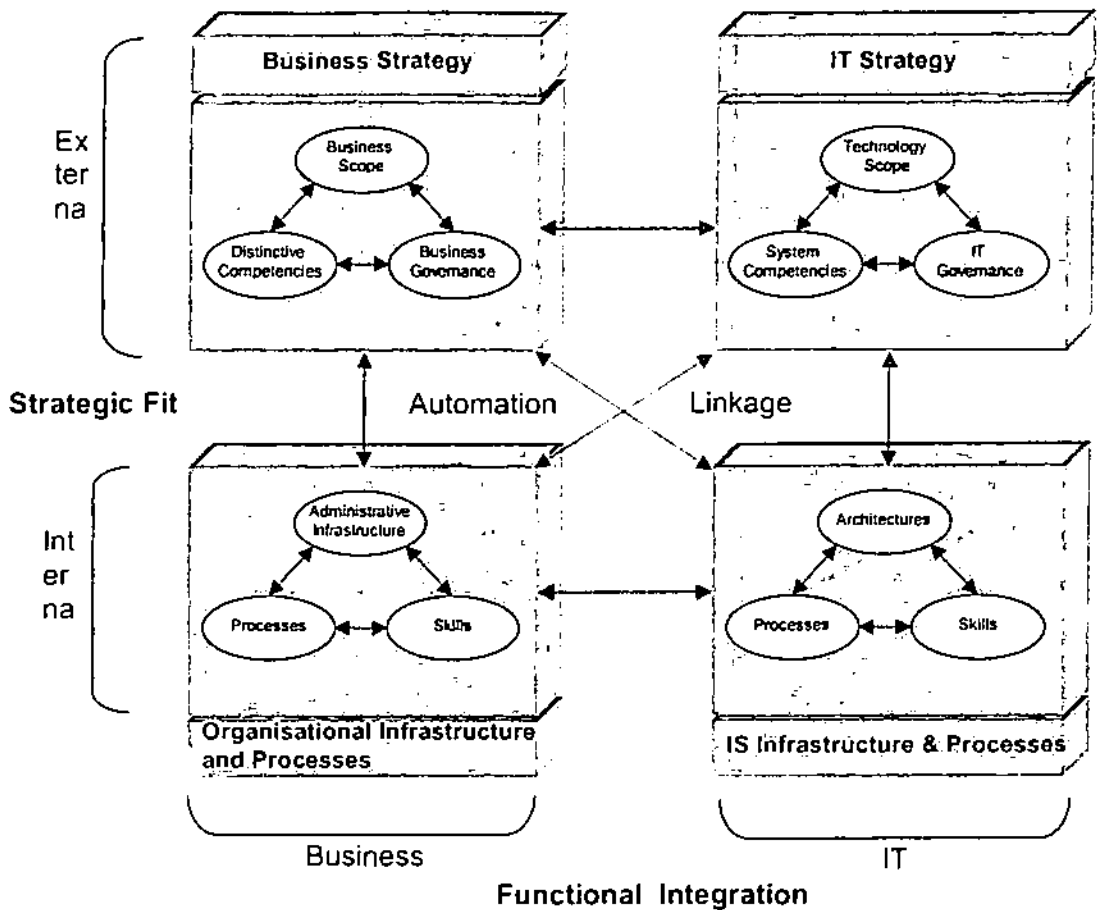 Business Strategy
IT Strategy
Ex
ter
na
Business
Scope
Technology
Scope
Distinctive
Competencies
Business
Governance
System
Competencies
IT
Governance
Strategic Fit
Automation
Linkage
Int
er
na
Administrative
Infrastructure
Architectures
Processes
Skills
Processes
Skills
Organisational Infrastructure
and Processes
IS Infrastructure & Processes
Business
IT
Functional Integration